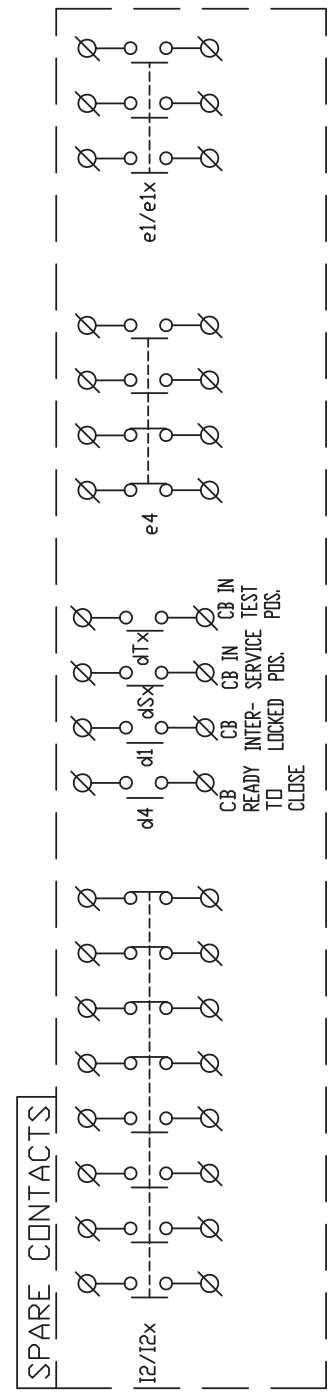 SPARE CONTACTS
I2/I2x
d4
d1
dSx
dTx
CB
READY
TO
CLOSE
CB
INTER-
LOCKED
CB IN
SERVICE
POS.
CB IN
TEST
POS.
e4
e1/e1x